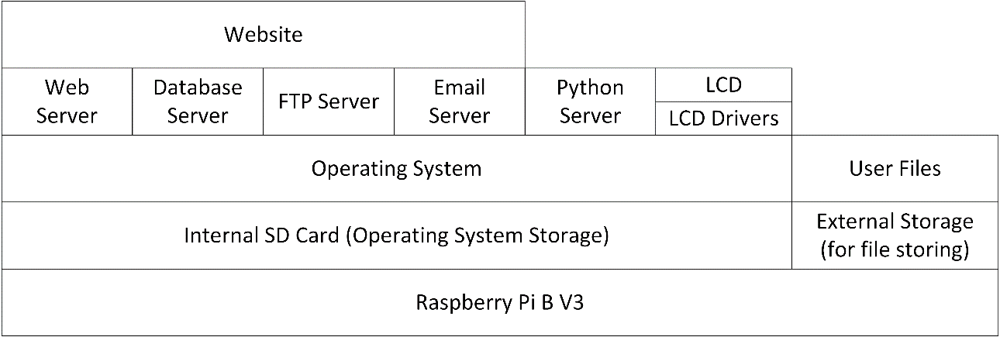 Website
Web
Server
Database
Server
FTP Server
Email
Server
Python
Server
LCD
LCD Drivers
Operating System
User Files
Internal SD Card (Operating System Storage)
External Storage
(for file storing)
Raspberry Pi B V3